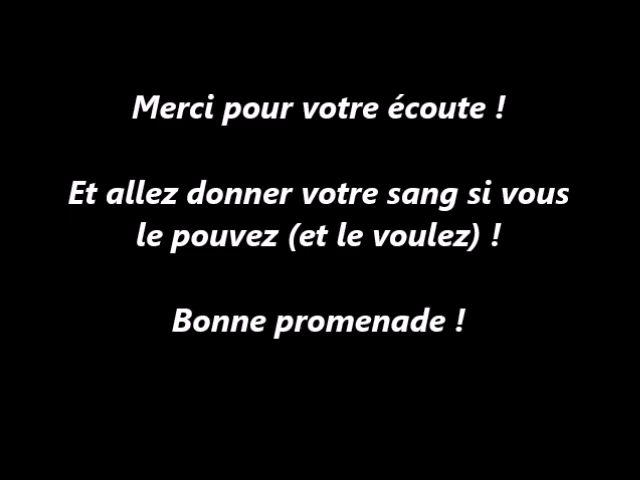 Merci pour votre écoute !
Et allez donner votre sang si vous
le pouvez (et le voulez) !
Bonne promenade !